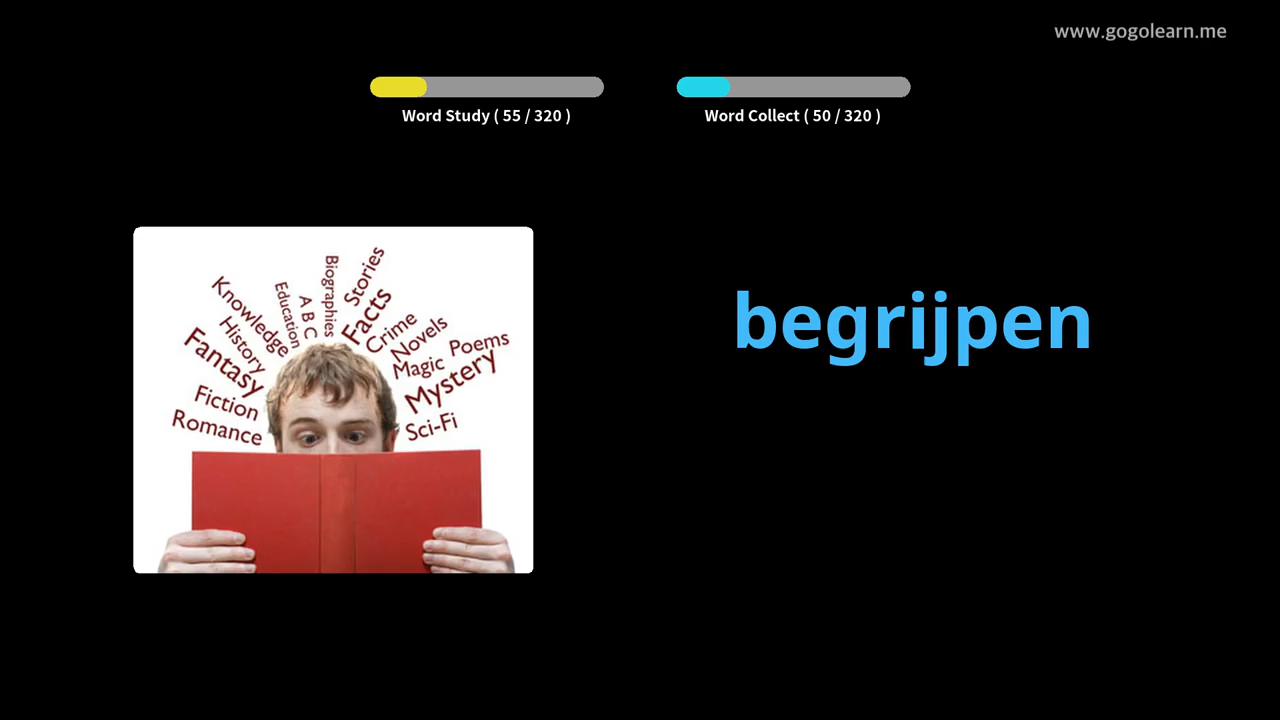 www.gogolearn.me
Word Study ( 55 / 320 )
Word Collect ( 50 / 320 )
begrijpen
Biographies
Stories
Education
A B C
Facts
Knowledge
Crime
Novels
History
Poems
Fantasy
Magic
Mystery
Fiction
Romance
Sci-Fi